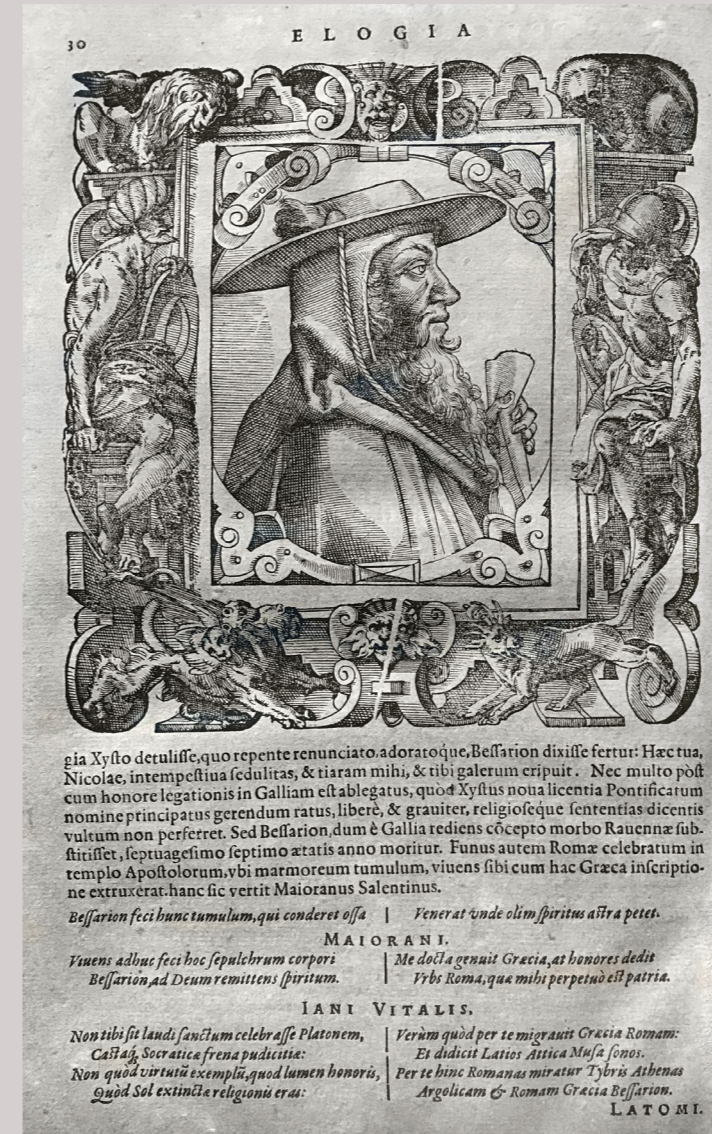 30
ELOGIA
gia Xysto detulisse, quo repente renunciato, adoratoque, Bessarion dixisse fertur: Hæc tua,
Nicolae, intempestiua sedulitas, & tiaram mihi, & tibi galerum eripuit. Nec multo pòst
cum honore legationis in Galliam est ablegatus, quòd Xystus noua licentia Pontificatum
nomine principatus gerendum ratus, liberè, & grauiter, religioseque sententias dicentis
vultum non perferret. Sed Bessarion, dum è Gallia rediens cōcepto morbo Rauennæ sub-
stitisset, septuagesimo septimo ætatis anno moritur. Funus autem Romæ celebratum in
templo Apostolorum, vbi marmoreum tumulum, viuens sibi cum hac Græca inscriptio-
ne extruxerat. hanc sic vertit Maioranus Salentinus.
Bessarion feci hunc tumulum, qui conderet ossa | Venerat vnde olim spiritus astra petet.
MAIORANI.
Viuens adhuc feci hoc sepulchrum corpori | Me docta genuit Græcia, at honores dedit
Bessarion, ad Deum remittens spiritum. | Vrbs Roma, quæ mihi perpetuò est patria.
IANI VITALIS.
Non tibi sit laudi sanctum celebrasse Platonem, | Verùm quòd per te migrauit Græcia Romam:
Castaq́; Socraticæ frena pudicitiæ: | Et didicit Latios Attica Musa sonos.
Non quòd virtutū exemplū, quod lumen honoris, | Per te hinc Romanas miratur Tybris Athenas
Quòd Sol extinctæ religionis eras: | Argolicam & Romam Græcia Bessarion.
LATOMI.